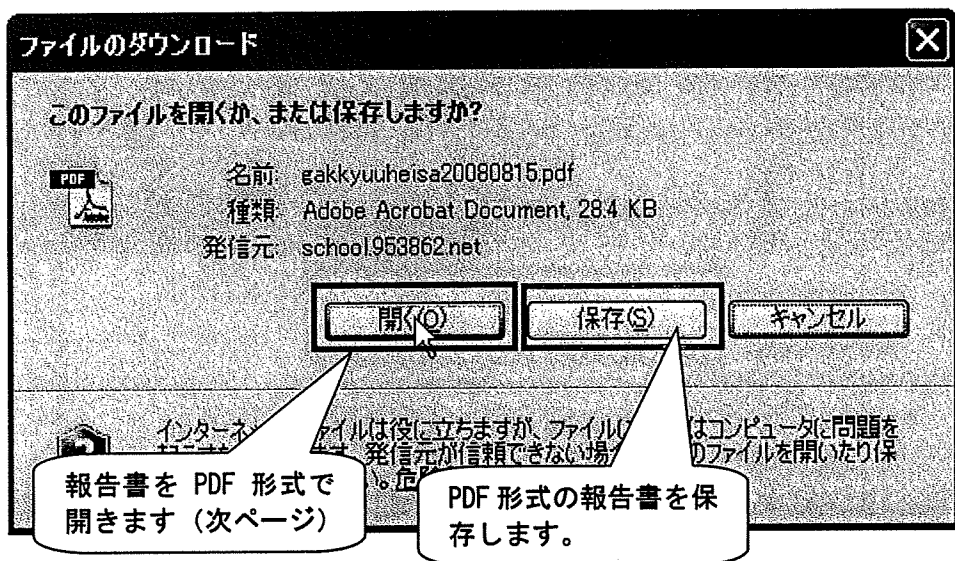 ファイルのダウンロード
このファイルを開くか、または保存しますか?
PDF
Adobe
名前: gakkyuuheisa20080815.pdf
種類: Adobe Acrobat Document, 28.4 KB
発信元: school.953862.net
開く(O) 保存(S) キャンセル
インターネ ァイルは役に立ちますが、ファイル はコンピュータに問題を
す。発信元が信頼できない場 のファイルを開いたり保
い。
報告書を PDF 形式で
開きます（次ページ）
PDF 形式の報告書を保
存します。